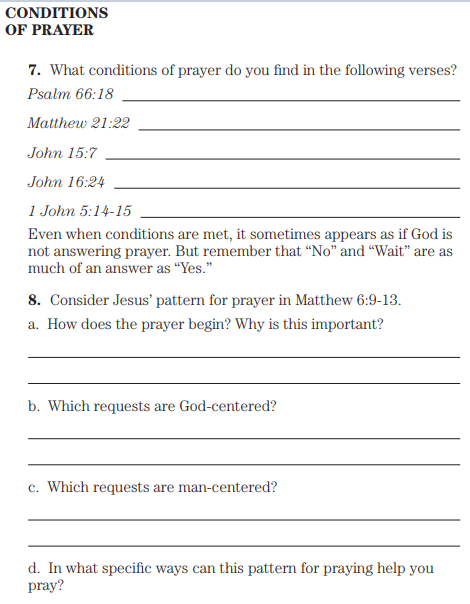 CONDITIONS
OF PRAYER
7. What conditions of prayer do you find in the following verses?
Psalm 66:18
Matthew 21:22
John 15:7
John 16:24
1 John 5:14-15
Even when conditions are met, it sometimes appears as if God is
not answering prayer. But remember that “No” and “Wait” are as
much of an answer as “Yes.”
8. Consider Jesus’ pattern for prayer in Matthew 6:9-13.
a. How does the prayer begin? Why is this important?
b. Which requests are God-centered?
c. Which requests are man-centered?
d. In what specific ways can this pattern for praying help you
pray?